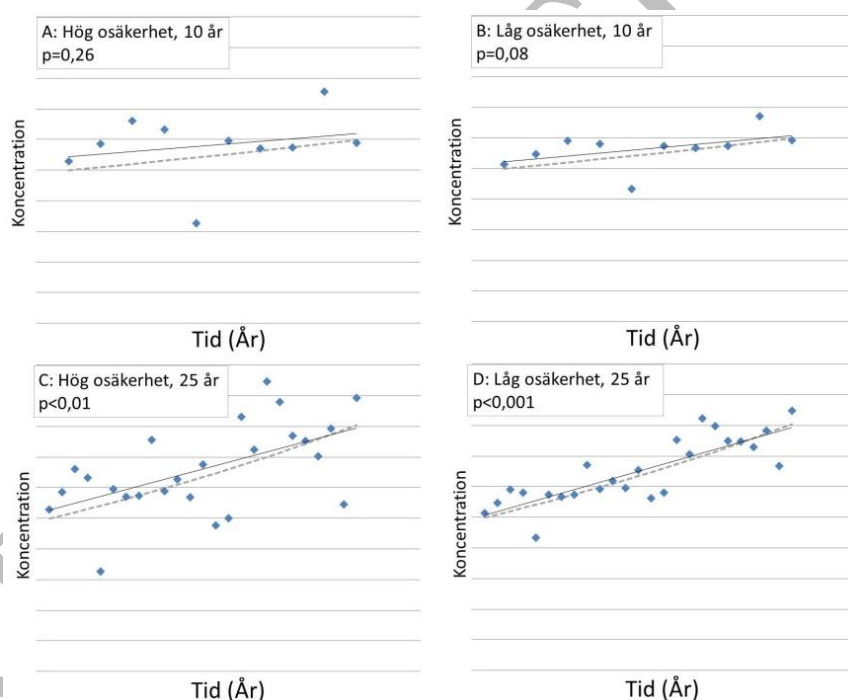 A: Hög osäkerhet, 10 år
p=0,26
Koncentration
Tid (År)
B: Låg osäkerhet, 10 år
p=0,08
Koncentration
Tid (År)
C: Hög osäkerhet, 25 år
p<0,01
Koncentration
Tid (År)
D: Låg osäkerhet, 25 år
p<0,001
Koncentration
Tid (År)